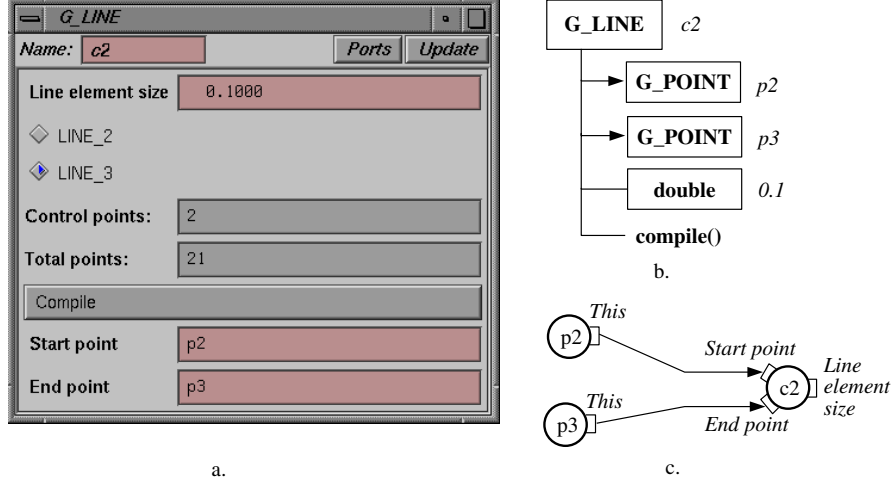 G_LINE
Name: c2 Ports Update
Line element size 0.1000
LINE_2
LINE_3
Control points: 2
Total points: 21
Compile
Start point p2
End point p3
a.
G_LINE c2
G_POINT p2
G_POINT p3
double 0.1
compile()
b.
This
p2
Start point
Line
element
size
c2
This
p3
End point
c.